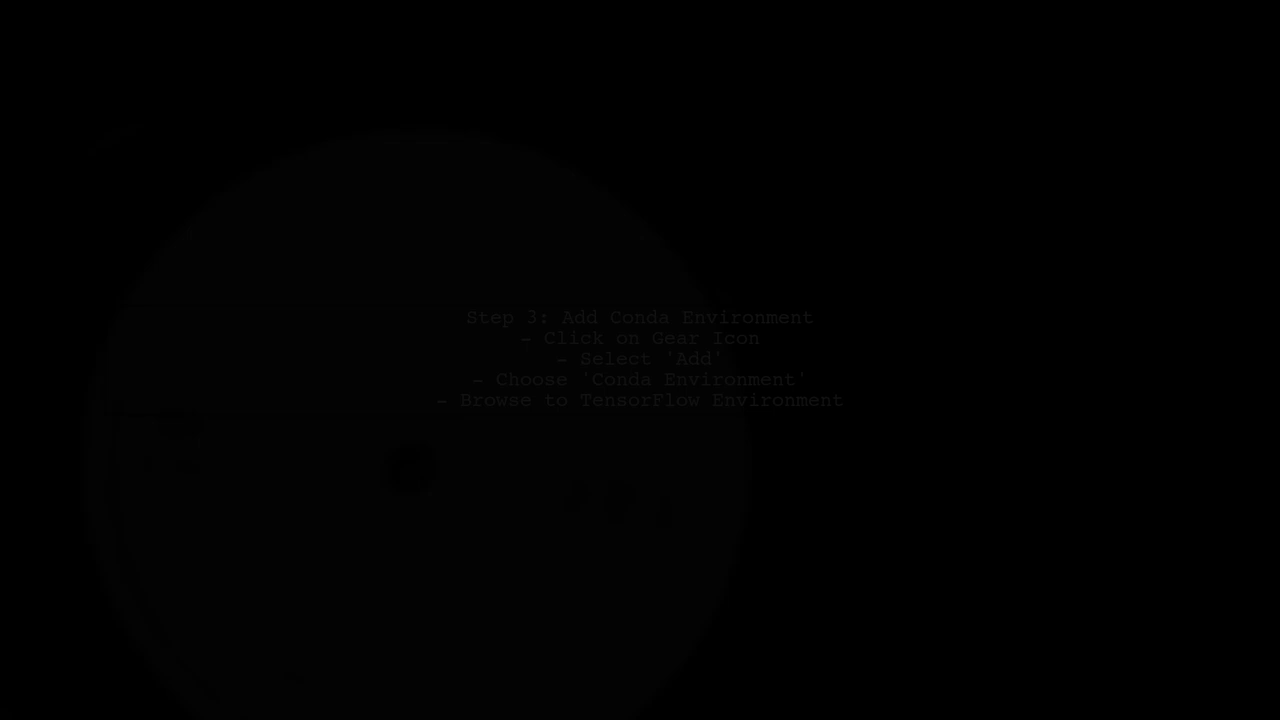 Step 3: Add Conda Environment
- Click on Gear Icon
- Select 'Add'
- Choose 'Conda Environment'
- Browse to TensorFlow Environment